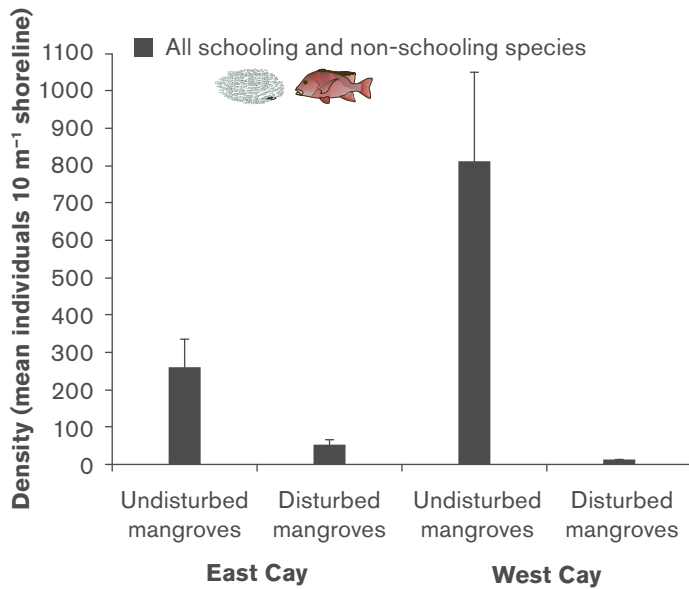 Density (mean individuals 10 m⁻¹ shoreline)
All schooling and non-schooling species
1100
1000
900
800
700
600
500
400
300
200
100
0
Undisturbed mangroves
Disturbed mangroves
Undisturbed mangroves
Disturbed mangroves
East Cay
West Cay